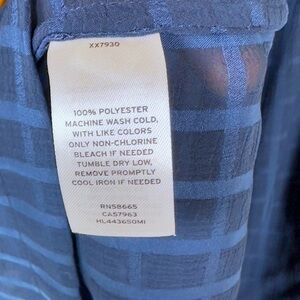 XX7930
100% POLYESTER
MACHINE WASH COLD,
WITH LIKE COLORS
ONLY NON-CHLORINE
BLEACH IF NEEDED
TUMBLE DRY LOW,
REMOVE PROMPTLY
COOL IRON IF NEEDED
RN58665
CA57963
HL443650MI